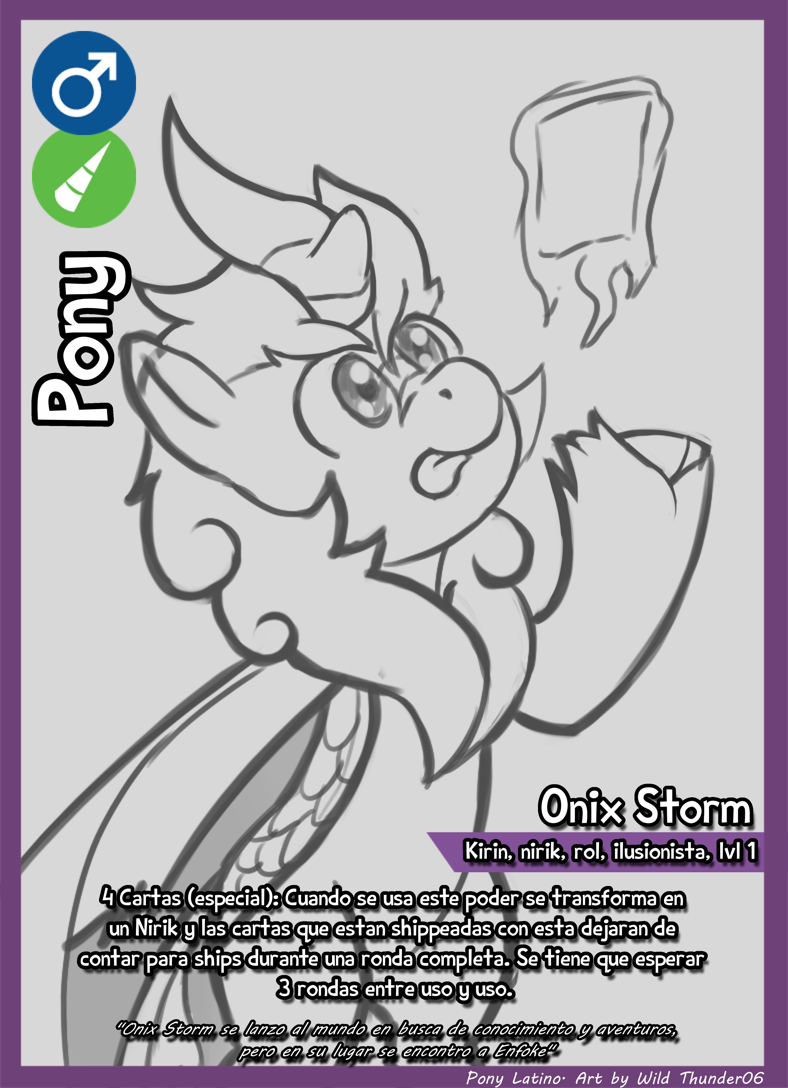 Pony
Onix Storm
Kirin, nirik, rol, ilusionista, lvl 1
4 Cartas (especial): Cuando se usa este poder se transforma en
un Nirik y las cartas que estan shippeadas con esta dejaran de
contar para ships durante una ronda completa. Se tiene que esperar
3 rondas entre uso y uso.
"Onix Storm se lanzo al mundo en busca de conocimiento y aventuros,
pero en su lugar se encontro a Enfoke"
Pony Latino· Art by Wild Thunder06